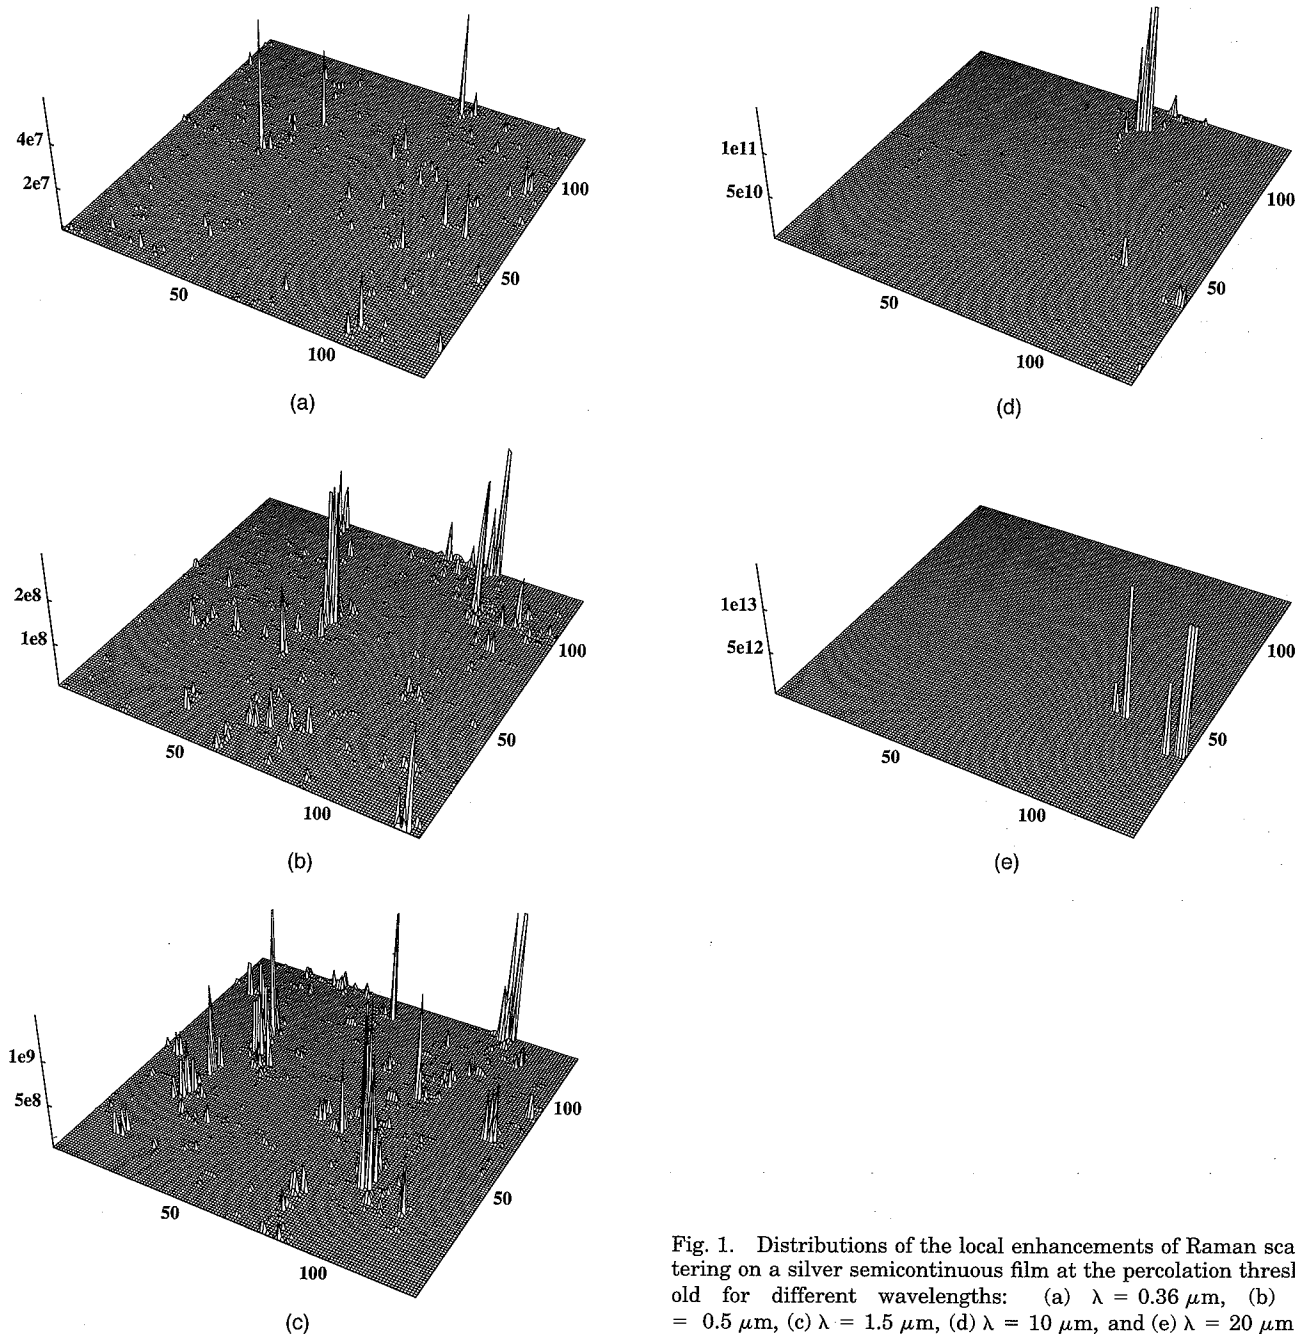 4e7
2e7
50
100
50
100
(a)
1e11
5e10
50
100
50
100
(d)
2e8
1e8
50
100
50
100
(b)
1e13
5e12
50
100
50
100
(e)
1e9
5e8
50
100
50
100
(c)
Fig. 1. Distributions of the local enhancements of Raman scat
tering on a silver semicontinuous film at the percolation thresh
old for different wavelengths: (a) λ = 0.36 μm, (b)
= 0.5 μm, (c) λ = 1.5 μm, (d) λ = 10 μm, and (e) λ = 20 μm